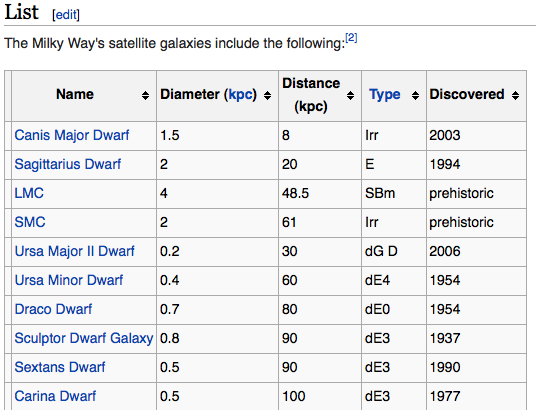 List [edit]
The Milky Way's satellite galaxies include the following:[2]
Name Diameter (kpc) Distance (kpc) Type Discovered
Canis Major Dwarf 1.5 8 Irr 2003
Sagittarius Dwarf 2 20 E 1994
LMC 4 48.5 SBm prehistoric
SMC 2 61 Irr prehistoric
Ursa Major II Dwarf 0.2 30 dG D 2006
Ursa Minor Dwarf 0.4 60 dE4 1954
Draco Dwarf 0.7 80 dE0 1954
Sculptor Dwarf Galaxy 0.8 90 dE3 1937
Sextans Dwarf 0.5 90 dE3 1990
Carina Dwarf 0.5 100 dE3 1977